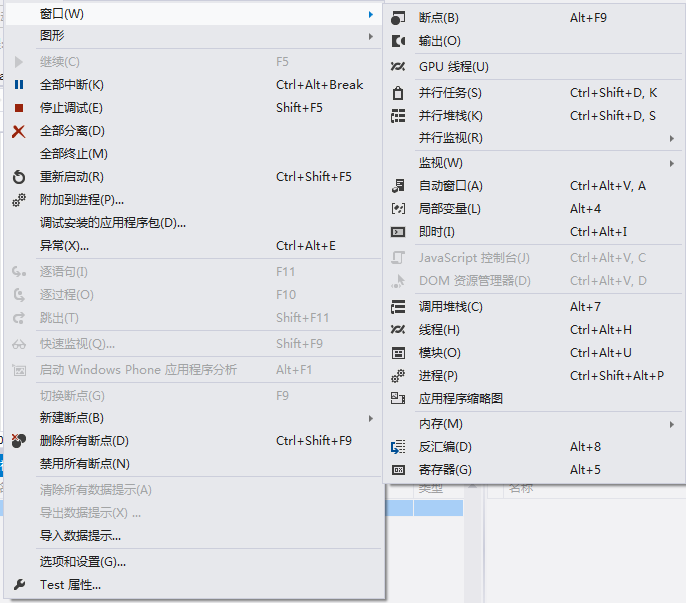 窗口(W)
图形
继续(C) F5
全部中断(K) Ctrl+Alt+Break
停止调试(E) Shift+F5
全部分离(D)
全部终止(M)
重新启动(R) Ctrl+Shift+F5
附加到进程(P)...
调试安装的应用程序包(D)...
异常(X)... Ctrl+Alt+E
逐语句(I) F11
逐过程(O) F10
跳出(T) Shift+F11
快速监视(Q)... Shift+F9
启动 Windows Phone 应用程序分析 Alt+F1
切换断点(G) F9
新建断点(B)
删除所有断点(D) Ctrl+Shift+F9
禁用所有断点(N)
清除所有数据提示(A)
导出数据提示(X) ...
导入数据提示...
选项和设置(G)...
Test 属性...
断点(B) Alt+F9
输出(O)
GPU 线程(U)
并行任务(S) Ctrl+Shift+D, K
并行堆栈(K) Ctrl+Shift+D, S
并行监视(R)
监视(W)
自动窗口(A) Ctrl+Alt+V, A
局部变量(L) Alt+4
即时(I) Ctrl+Alt+I
JavaScript 控制台(J) Ctrl+Alt+V, C
DOM 资源管理器(D) Ctrl+Alt+V, D
调用堆栈(C) Alt+7
线程(H) Ctrl+Alt+H
模块(O) Ctrl+Alt+U
进程(P) Ctrl+Shift+Alt+P
应用程序缩略图
内存(M)
反汇编(D) Alt+8
寄存器(G) Alt+5
类型
名称